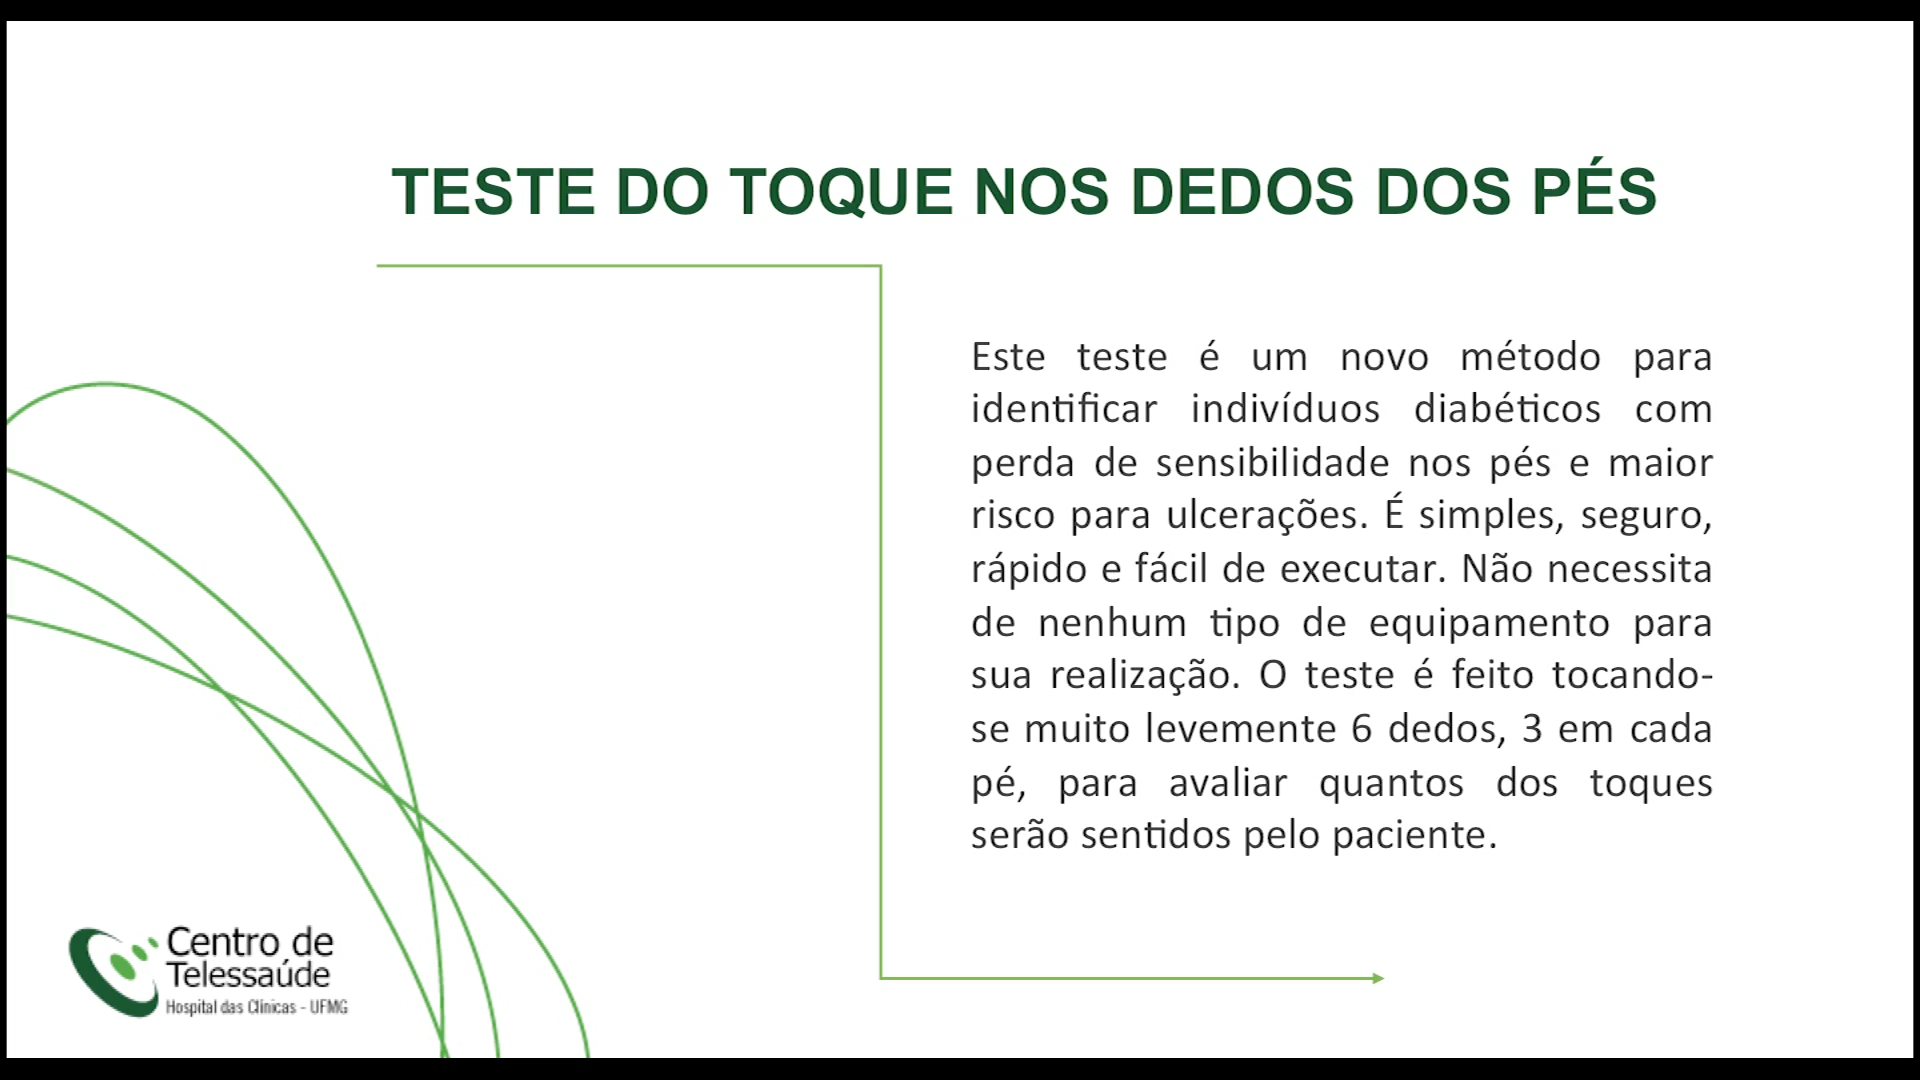 TESTE DO TOQUE NOS DEDOS DOS PÉS
Este teste é um novo método para
identificar indivíduos diabéticos com
perda de sensibilidade nos pés e maior
risco para ulcerações. É simples, seguro,
rápido e fácil de executar. Não necessita
de nenhum tipo de equipamento para
sua realização. O teste é feito tocando-
se muito levemente 6 dedos, 3 em cada
pé, para avaliar quantos dos toques
serão sentidos pelo paciente.
Centro de
Telessaúde
Hospital das Clínicas - UFMG